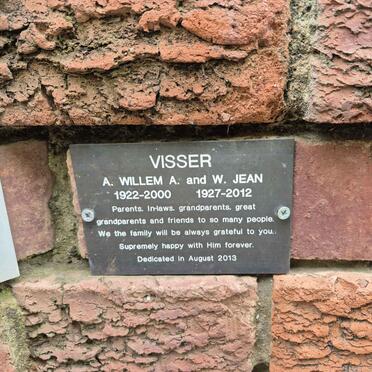 VISSER
A. WILLEM A. and W. JEAN
1922-2000 1927-2012
Parents, in-laws, grandparents, great
grandparents and friends to so many people.
We the family will be always grateful to you..
Supremely happy with Him forever.
Dedicated in August 2013